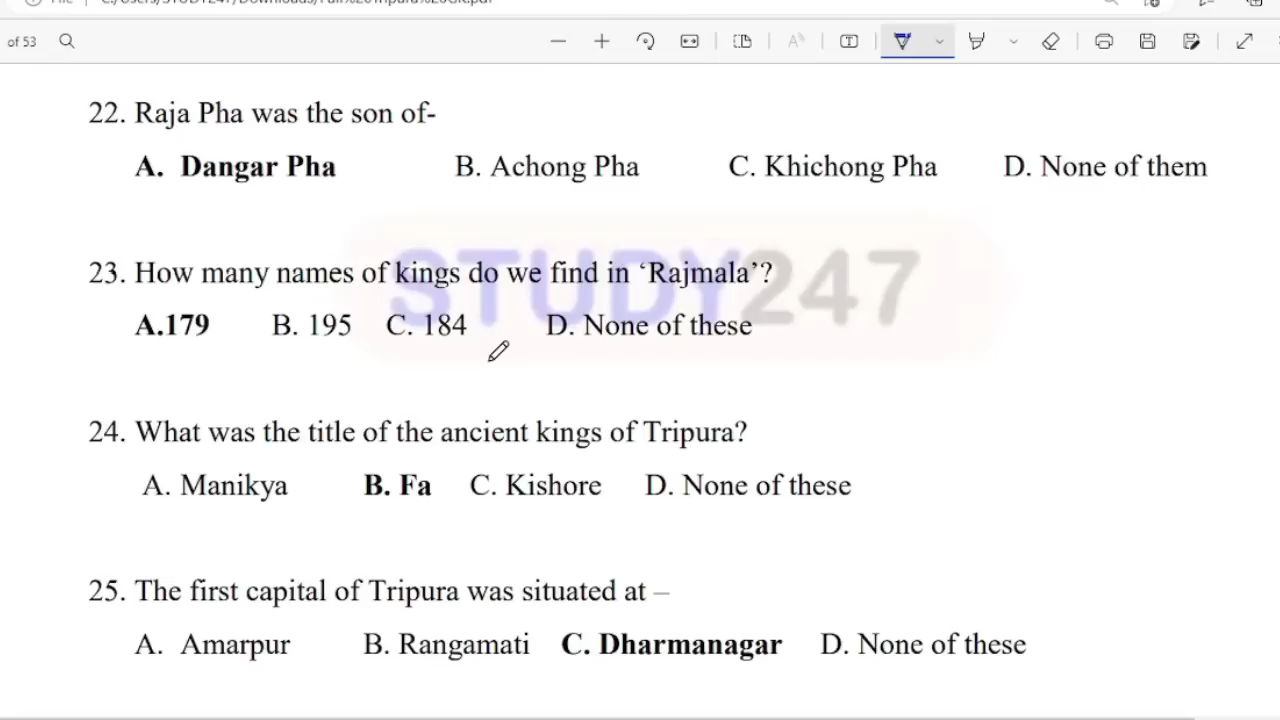 of 53
22. Raja Pha was the son of-
A. Dangar Pha B. Achong Pha C. Khichong Pha D. None of them
STUDY247
23. How many names of kings do we find in ‘Rajmala’?
A.179 B. 195 C. 184 D. None of these
24. What was the title of the ancient kings of Tripura?
A. Manikya B. Fa C. Kishore D. None of these
25. The first capital of Tripura was situated at –
A. Amarpur B. Rangamati C. Dharmanagar D. None of these